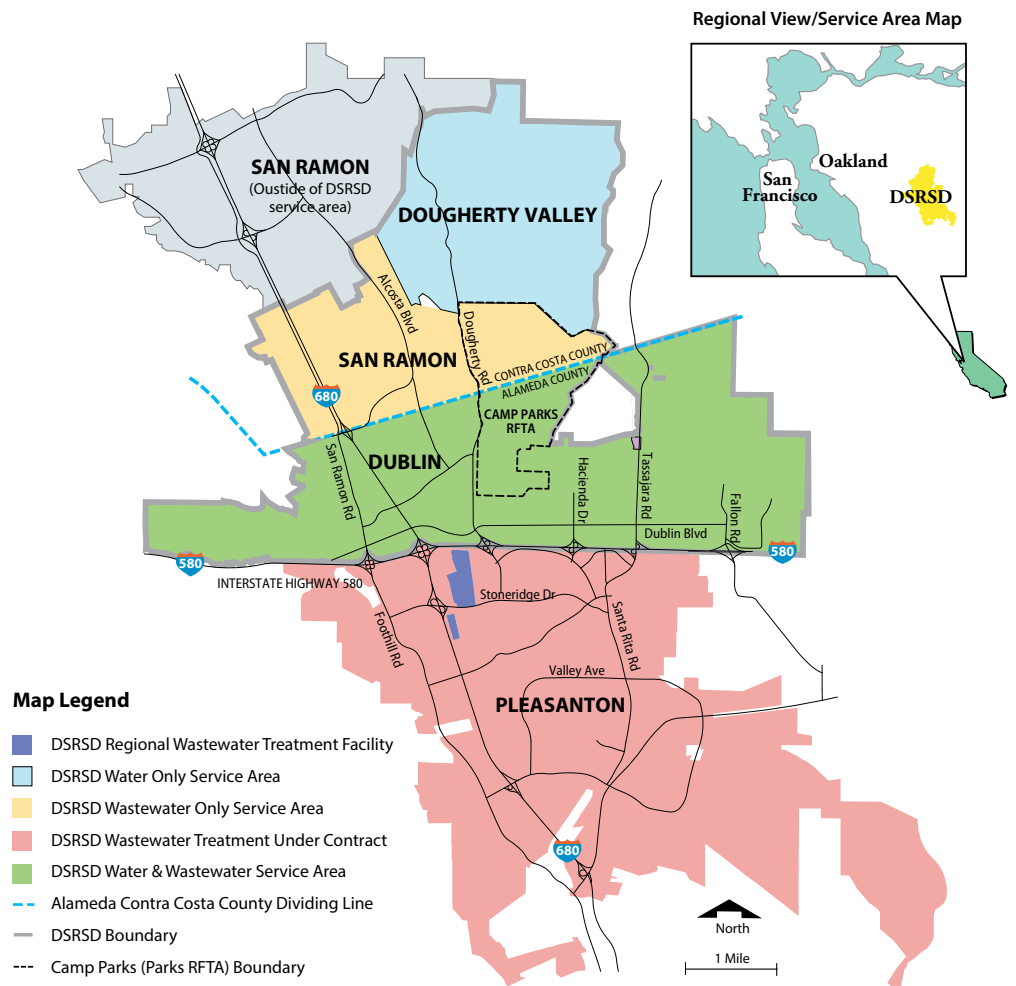 Regional View/Service Area Map
Oakland
San
Francisco
DSRSD
SAN RAMON
(Oustide of DSRSD
service area)
DOUGHERTY VALLEY
Alcosta Blvd
Dougherty Rd
SAN RAMON
CONTRA COSTA COUNTY
ALAMEDA COUNTY
680
CAMP PARKS
RFTA
San Ramon Rd
DUBLIN
Hacienda Dr
Tassajara Rd
Fallon Rd
Dublin Blvd
580
580
INTERSTATE HIGHWAY 580
Stoneridge Dr
Foothill Rd
Santa Rita Rd
Valley Ave
PLEASANTON
680
Map Legend
DSRSD Regional Wastewater Treatment Facility
DSRSD Water Only Service Area
DSRSD Wastewater Only Service Area
DSRSD Wastewater Treatment Under Contract
DSRSD Water & Wastewater Service Area
Alameda Contra Costa County Dividing Line
DSRSD Boundary
Camp Parks (Parks RFTA) Boundary
North
1 Mile